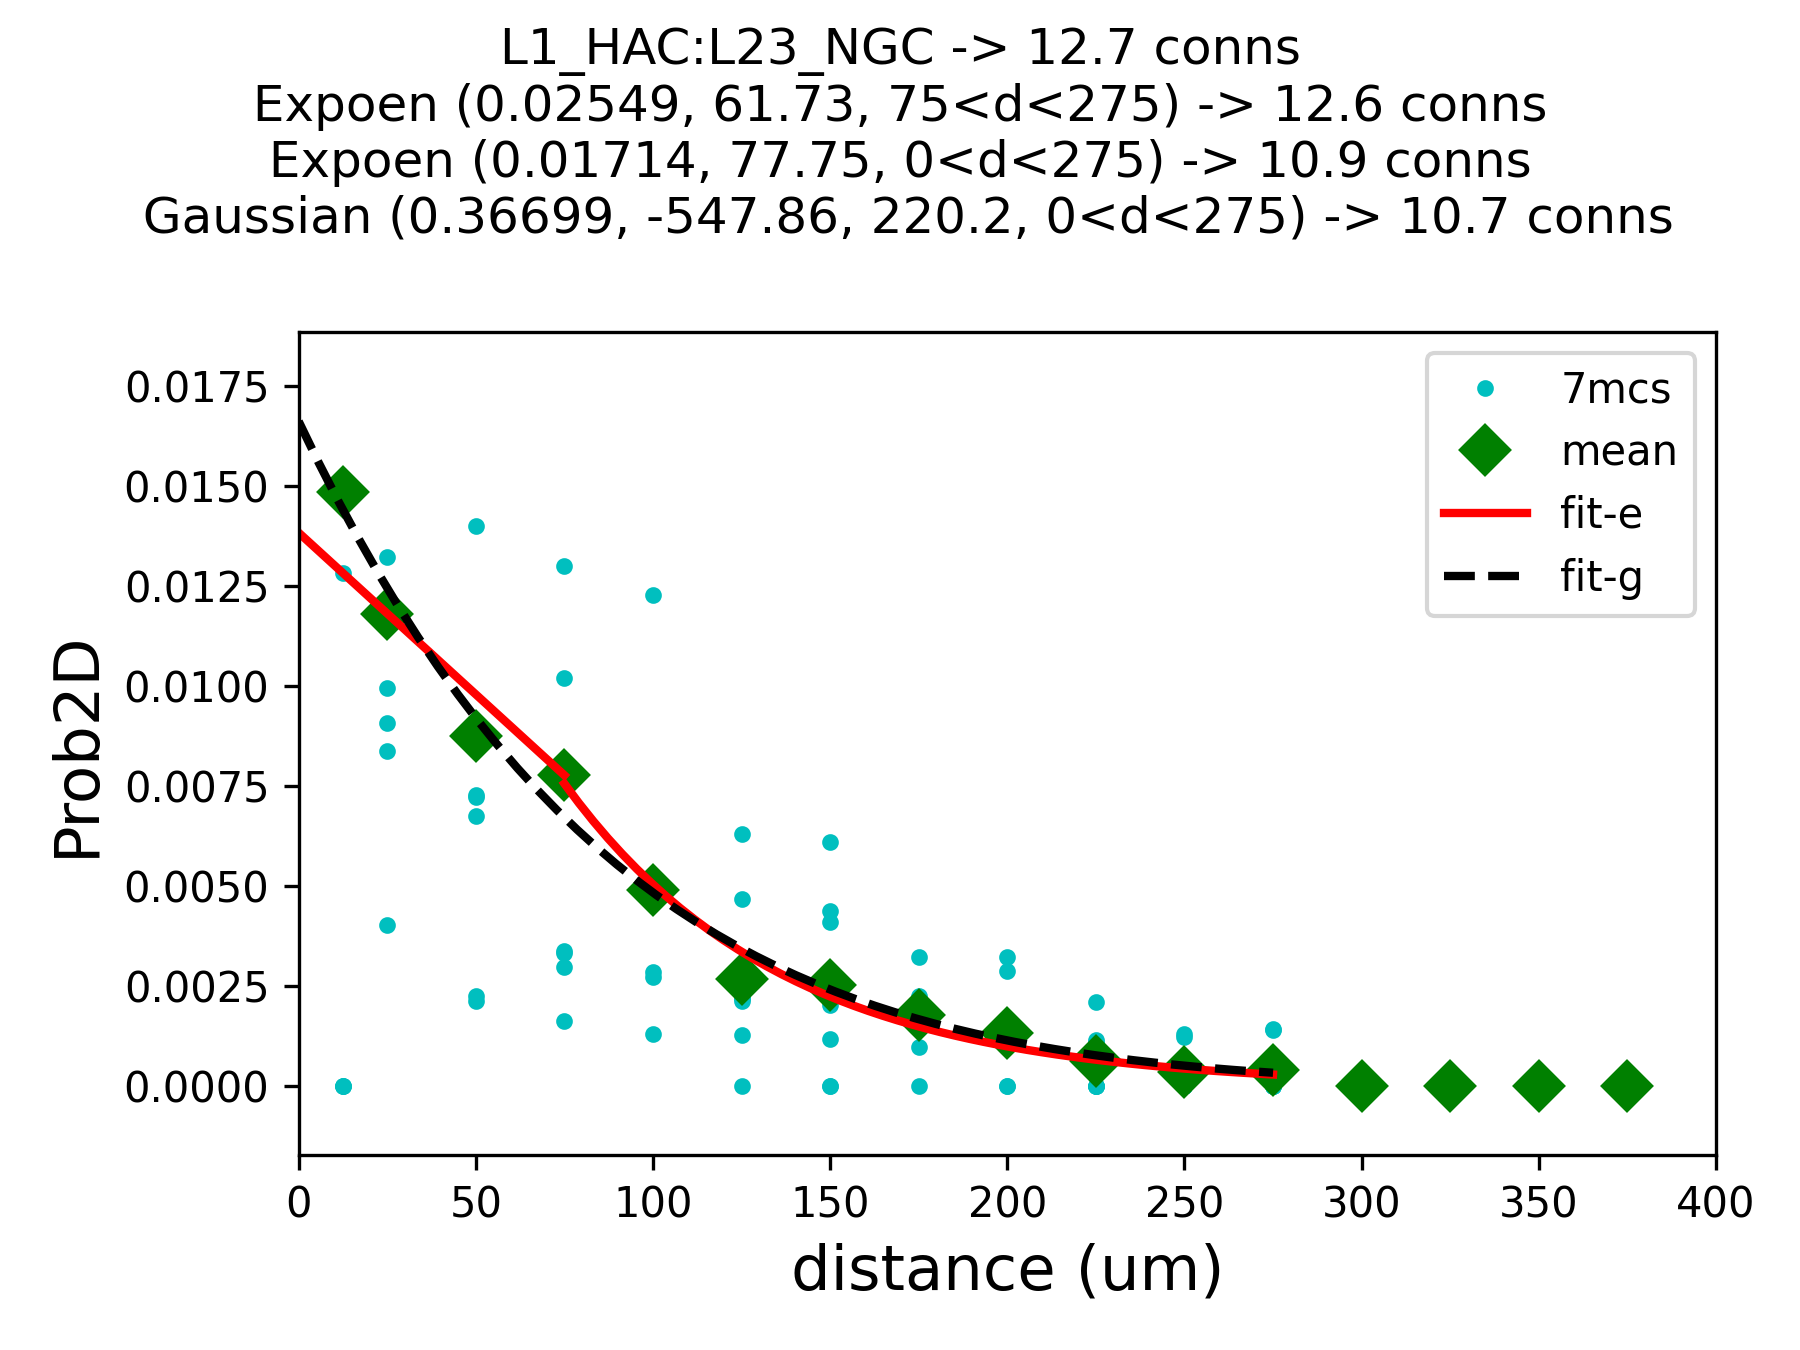 L1_HAC:L23_NGC -> 12.7 conns
Expoen (0.02549, 61.73, 75<d<275) -> 12.6 conns
Expoen (0.01714, 77.75, 0<d<275) -> 10.9 conns
Gaussian (0.36699, -547.86, 220.2, 0<d<275) -> 10.7 conns
7mcs
mean
fit-e
fit-g
Prob2D
0.0175
0.0150
0.0125
0.0100
0.0075
0.0050
0.0025
0.0000
0 50 100 150 200 250 300 350 400
distance (um)